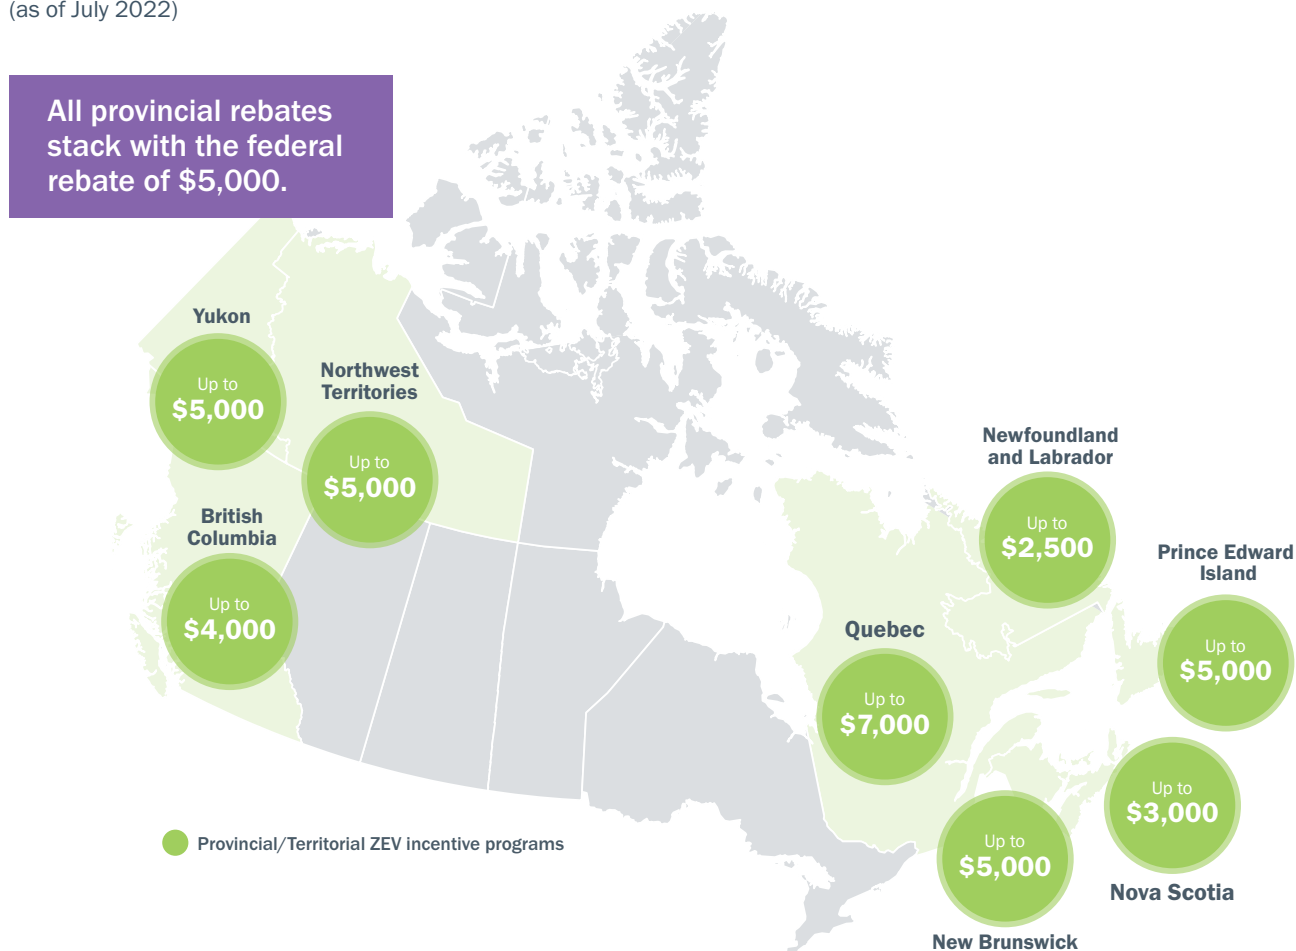 (as of July 2022)
All provincial rebates
stack with the federal
rebate of $5,000.
Yukon
Up to
$5,000
Northwest
Territories
Up to
$5,000
British
Columbia
Up to
$4,000
Newfoundland
and Labrador
Up to
$2,500
Prince Edward
Island
Up to
$5,000
Quebec
Up to
$7,000
Up to
$3,000
Nova Scotia
Up to
$5,000
New Brunswick
Provincial/Territorial ZEV incentive programs